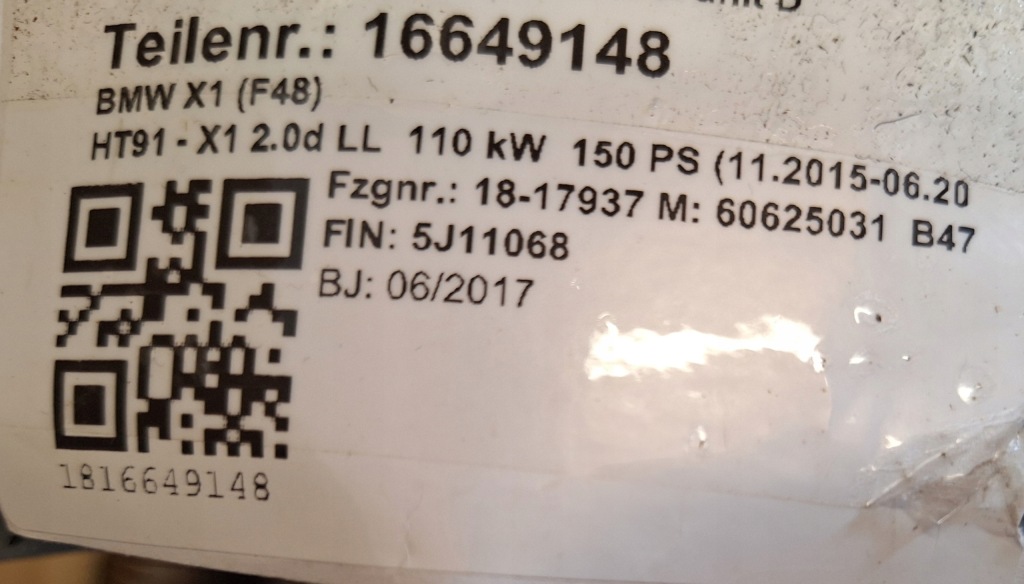 Teilenr.: 16649148
BMW X1 (F48)
HT91 - X1 2.0d LL 110 kW 150 PS (11.2015-06.20
Fzgnr.: 18-17937 M: 60625031 B47
FIN: 5J11068
BJ: 06/2017
1816649148